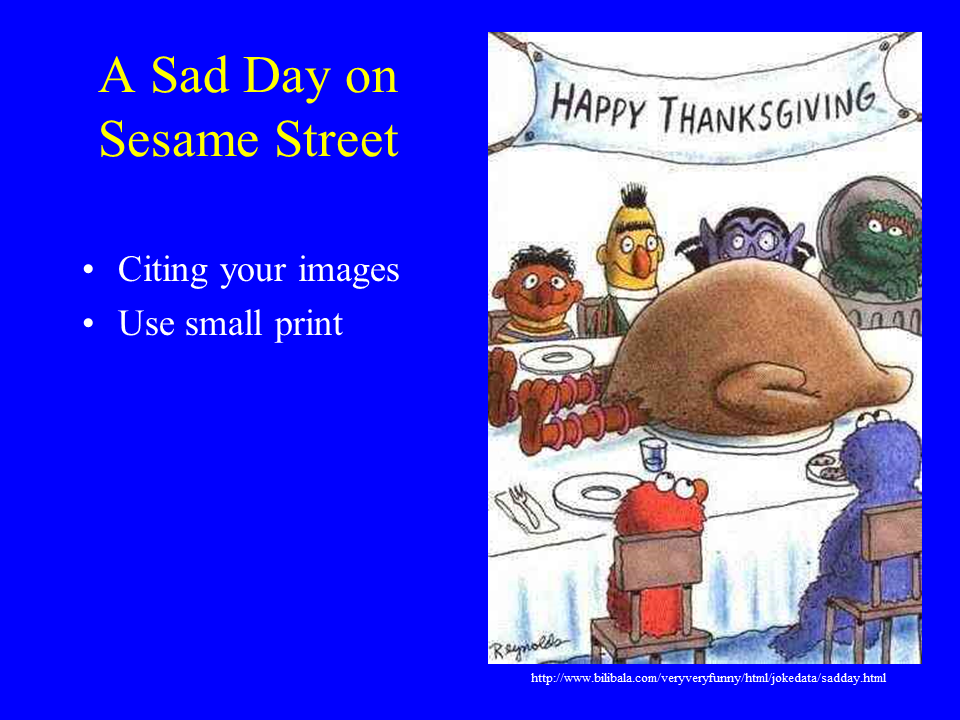 A Sad Day on
Sesame Street
• Citing your images
• Use small print
HAPPY THANKSGIVING
Reynolds
http://www.bilibala.com/veryveryfunny/html/jokedata/sadday.html